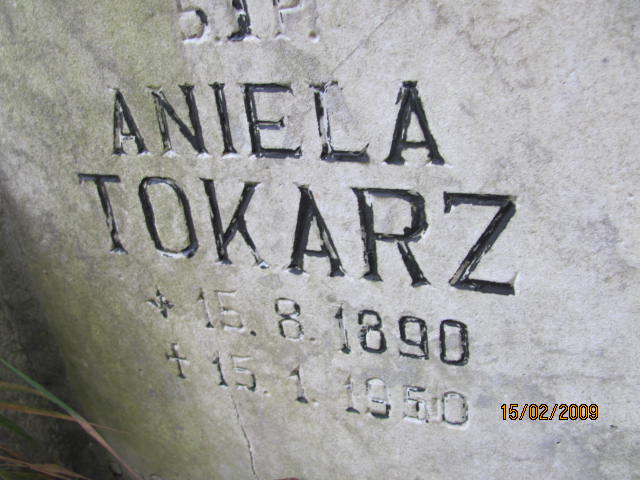 Ś.†P.
ANIELA
TOKARZ
* 15.8.1890
† 15.1.1950
15/02/2009